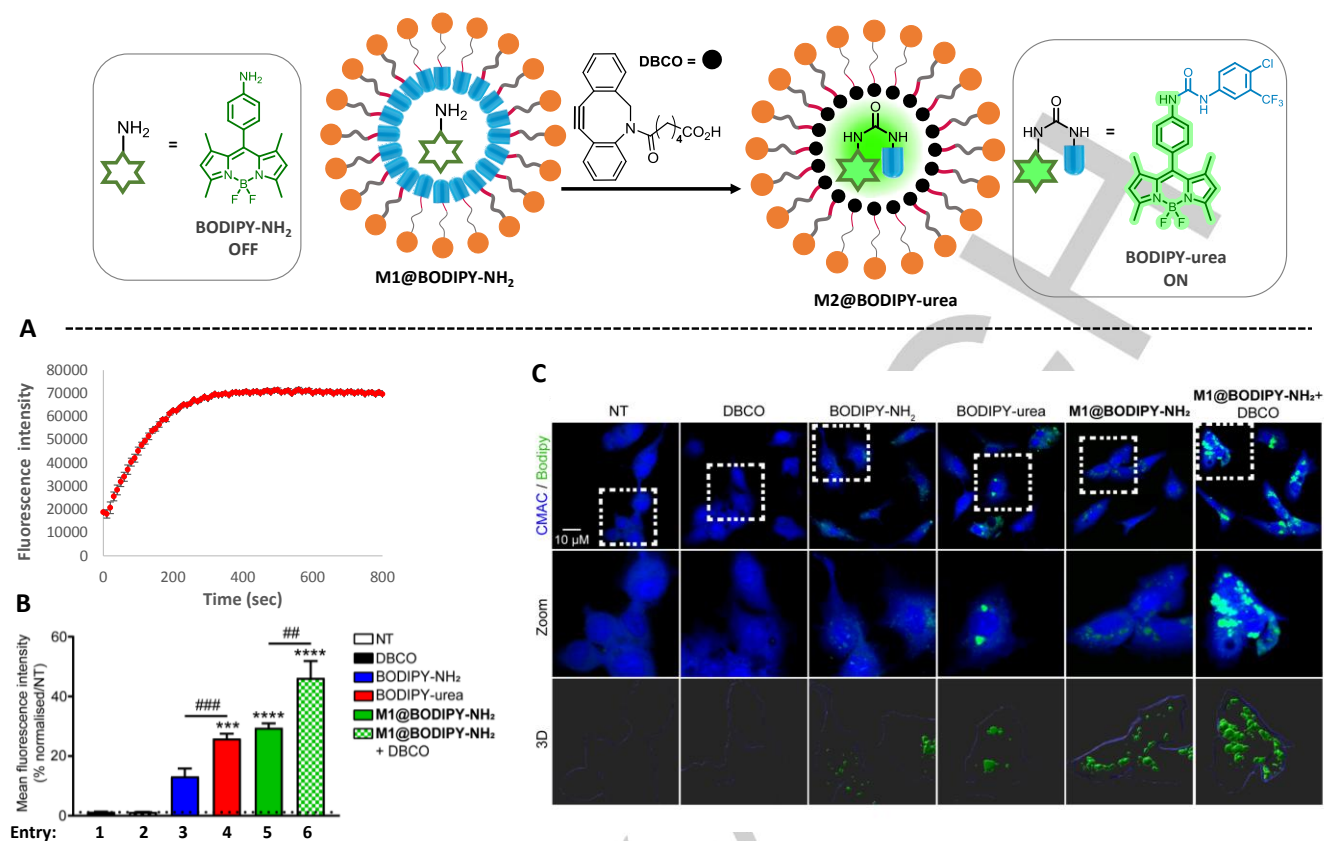 NH₂
NH₂
=
N
N
B
F F
BODIPY-NH₂
OFF
NH₂
M1@BODIPY-NH₂
DBCO =
N
O
4
CO₂H
O
HN
NH
M2@BODIPY-urea
O
HN
NH
=
Cl
O
NH
N
H
CF₃
N
N
B
F F
BODIPY-urea
ON
A
Fluorescence intensity
80000
70000
60000
50000
40000
30000
20000
10000
0
0 200 400 600 800
Time (sec)
B
Mean fluorescence intensity
(% normalised/NT)
60
40
20
0
###
***
****
##
****
NT
DBCO
BODIPY-NH₂
BODIPY-urea
M1@BODIPY-NH₂
M1@BODIPY-NH₂
+ DBCO
Entry: 1 2 3 4 5 6
C
NT
DBCO
BODIPY-NH₂
BODIPY-urea
M1@BODIPY-NH₂
M1@BODIPY-NH₂+
DBCO
CMAC / Bodipy
10 µM
Zoom
3D